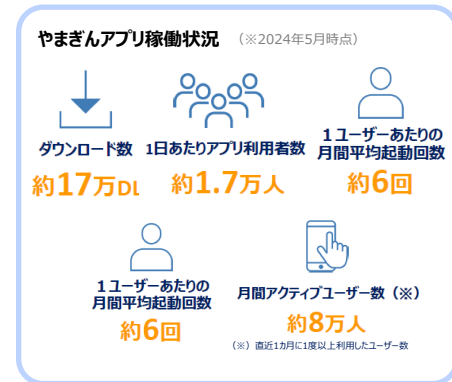 やまぎんアプリ稼働状況 （※2024年5月時点）
ダウンロード数
約17万DL
1日あたりアプリ利用者数
約1.7万人
１ユーザーあたりの
月間平均起動回数
約6回
１ユーザーあたりの
月間平均起動回数
約6回
月間アクティブユーザー数（※）
約8万人
（※）直近1カ月に1度以上利用したユーザー数